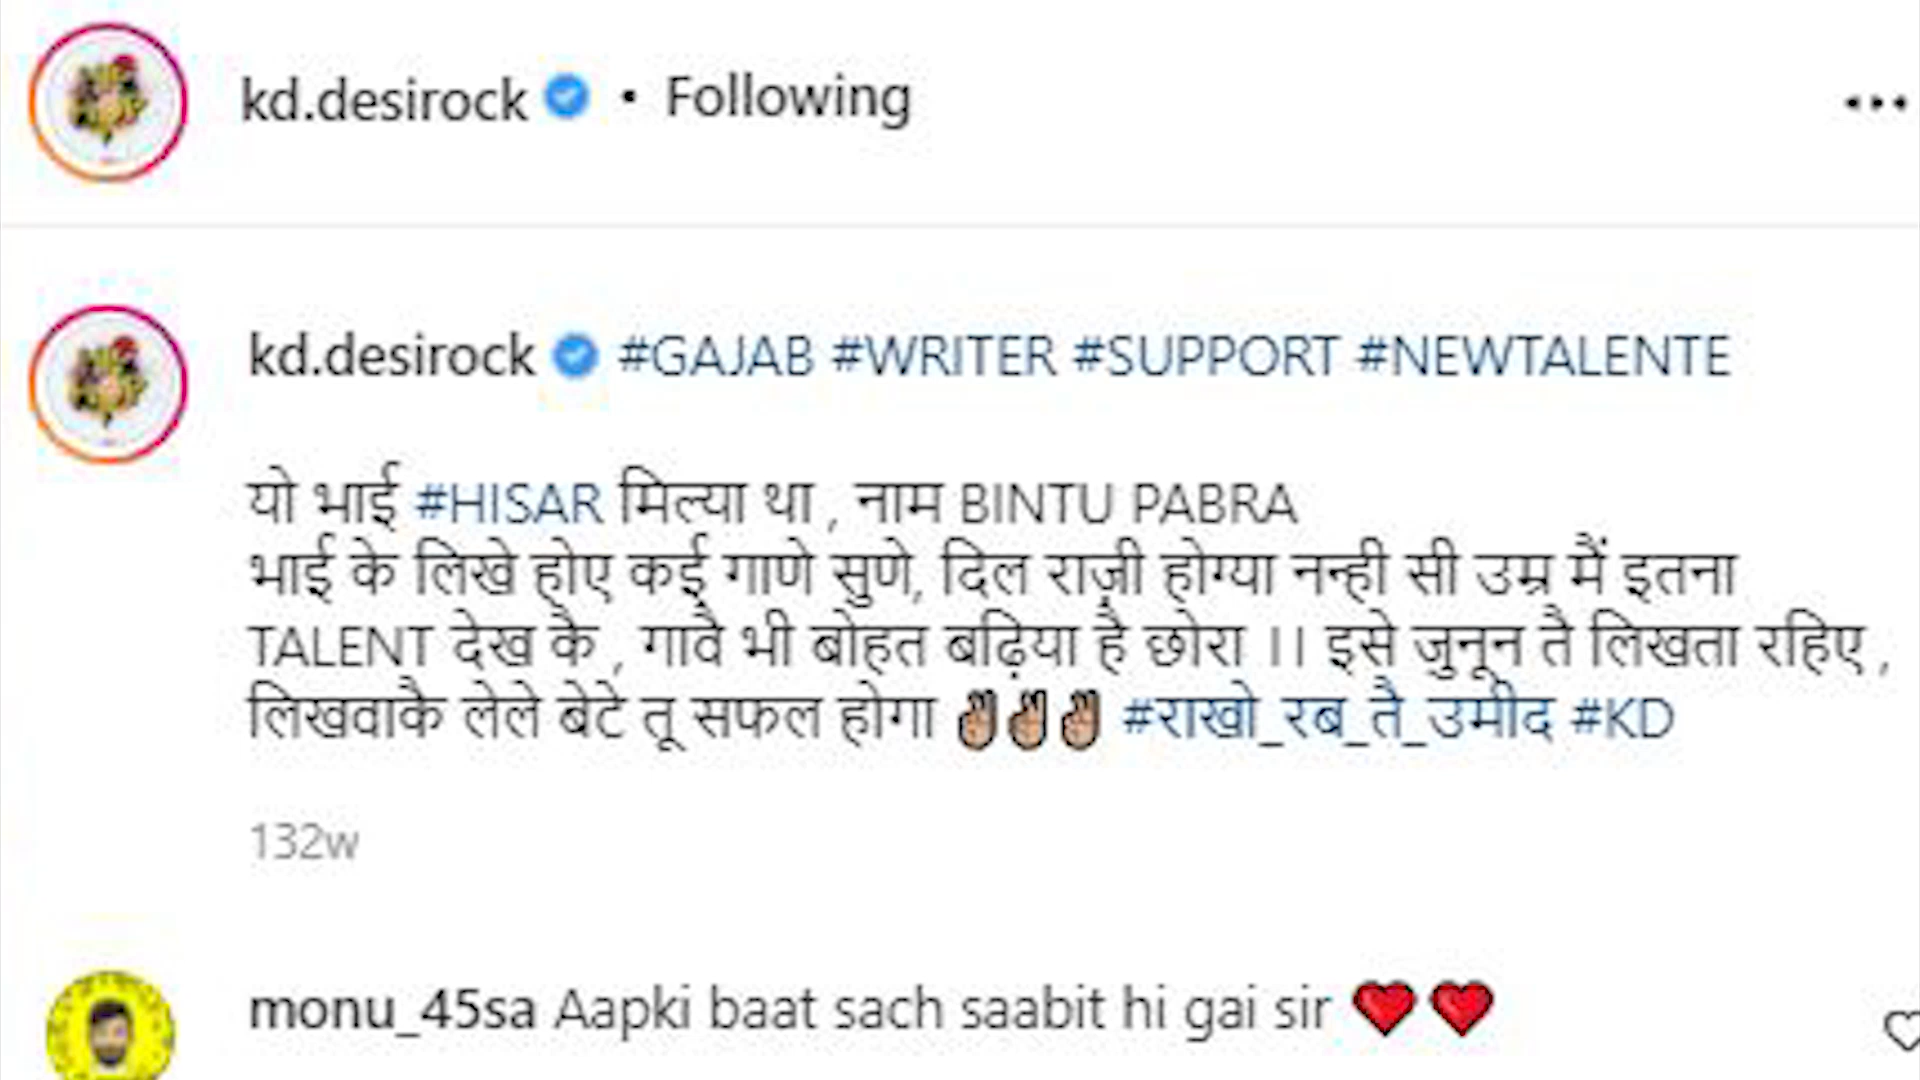 kd.desirock • Following
kd.desirock #GAJAB #WRITER #SUPPORT #NEWTALENTE
यो भाई #HISAR मिल्या था , नाम BINTU PABRA
भाई के लिखे होए कई गाणे सुणे, दिल राज़ी होग्या नन्ही सी उम्र मैं इतना
TALENT देख कै , गावै भी बोहत बढ़िया है छोरा ।। इसे जुनून तै लिखता रहिए ,
लिखवाकै लेले बेटे तू सफल होगा ✌🏽✌🏽✌🏽 #राखो_रब_तै_उमीद #KD
132w
monu_45sa Aapki baat sach saabit hi gai sir ❤️❤️